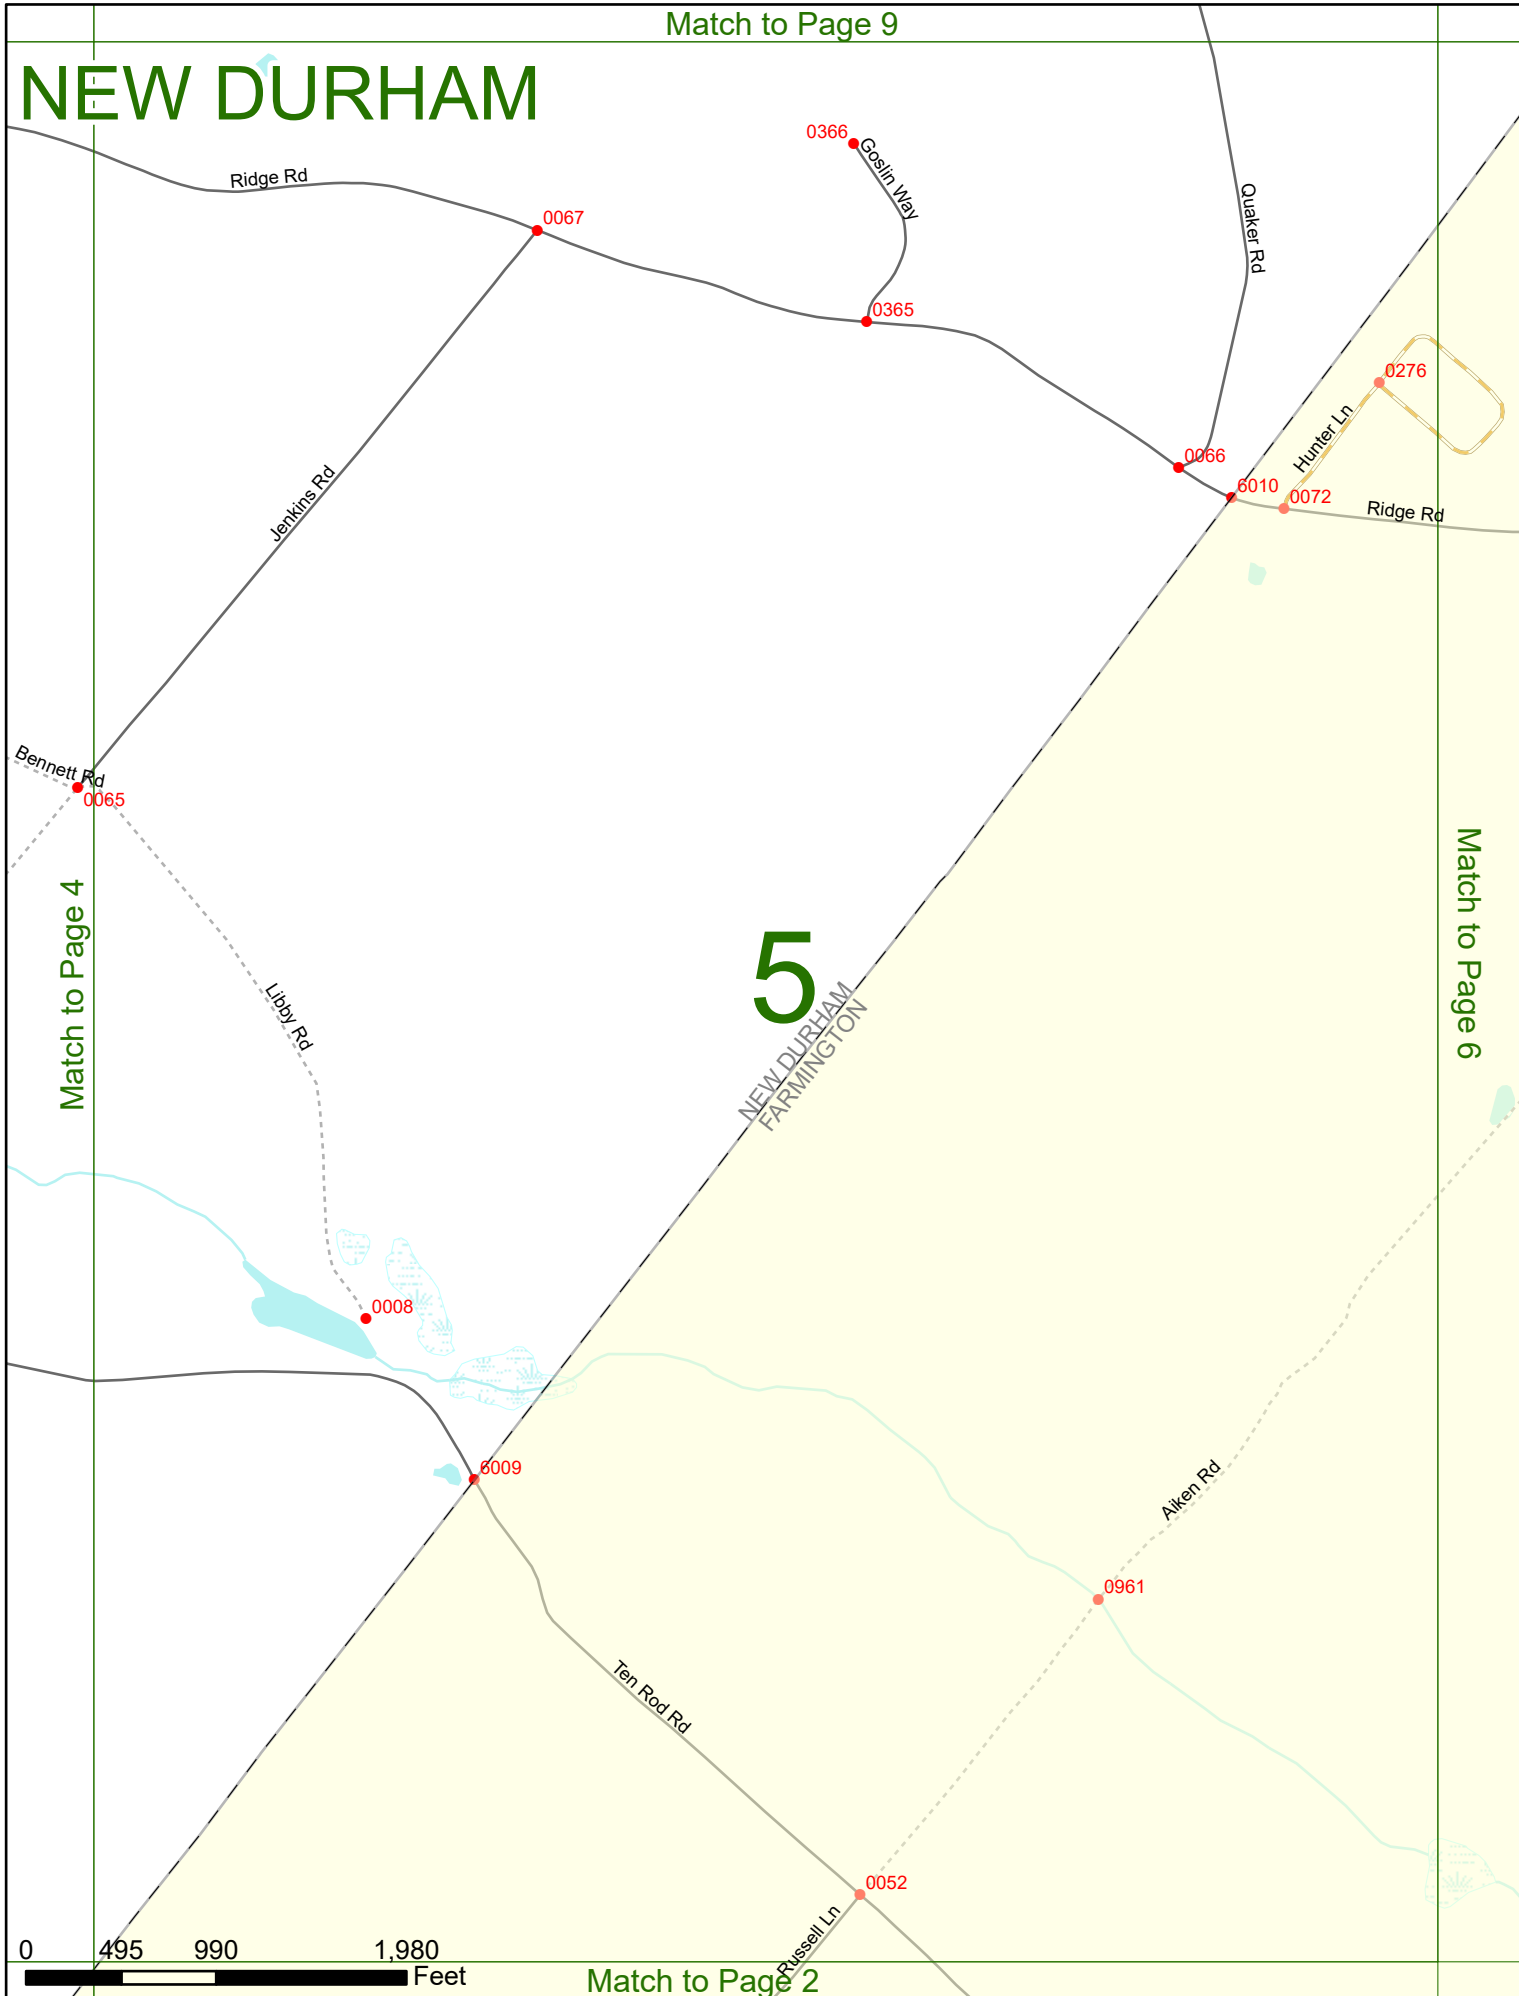 Match to Page 9
NEW DURHAM
0366
Goslin Way
Ridge Rd
Quaker Rd
0067
0365
0276
Hunter Ln
0066
6010
0072
Ridge Rd
Jenkins Rd
Bennett Rd
0065
Match to Page 4
Match to Page 6
5
NEW DURHAM
FARMINGTON
Libby Rd
0008
6009
Aiken Rd
0961
Ten Rod Rd
0052
Russell Ln
0 495 990 1,980
Feet
Match to Page 2